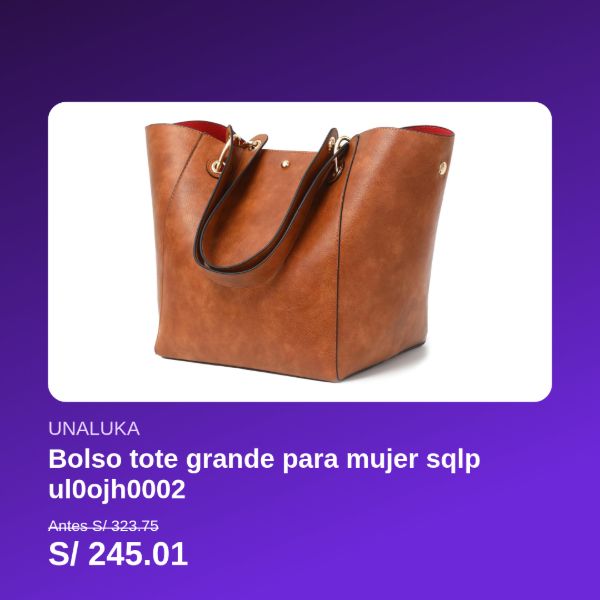 UNALUKA
Bolso tote grande para mujer sqlp
ul0ojh0002
Antes S/ 323.75
S/ 245.01